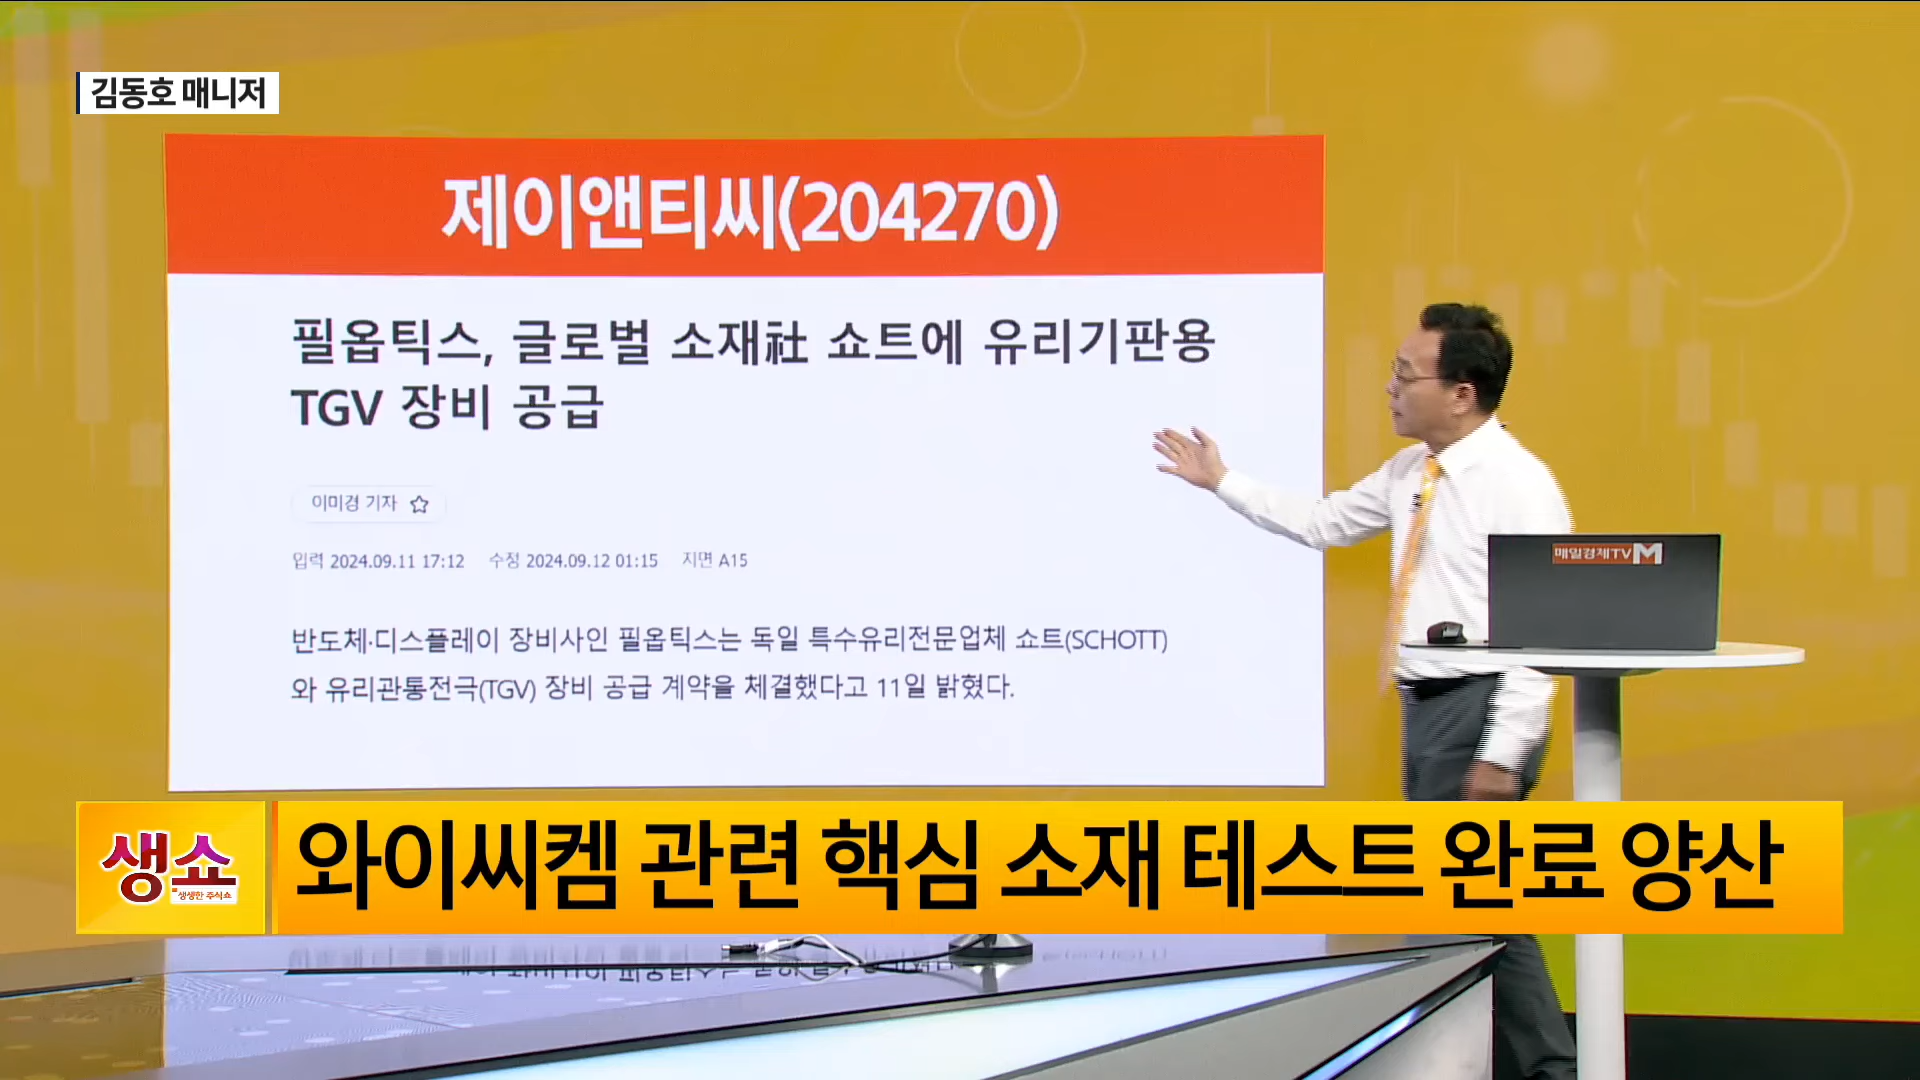 김동호 매니저
제이앤티씨(204270)
필옵틱스, 글로벌 소재社 쇼트에 유리기판용
TGV 장비 공급
이미경 기자 ☆
입력 2024.09.11 17:12 수정 2024.09.12 01:15 지면 A15
반도체·디스플레이 장비사인 필옵틱스는 독일 특수유리전문업체 쇼트(SCHOTT)
와 유리관통전극(TGV) 장비 공급 계약을 체결했다고 11일 밝혔다.
매일경제TV M
생쇼
생생한 주식쇼
와이씨켐 관련 핵심 소재 테스트 완료 양산